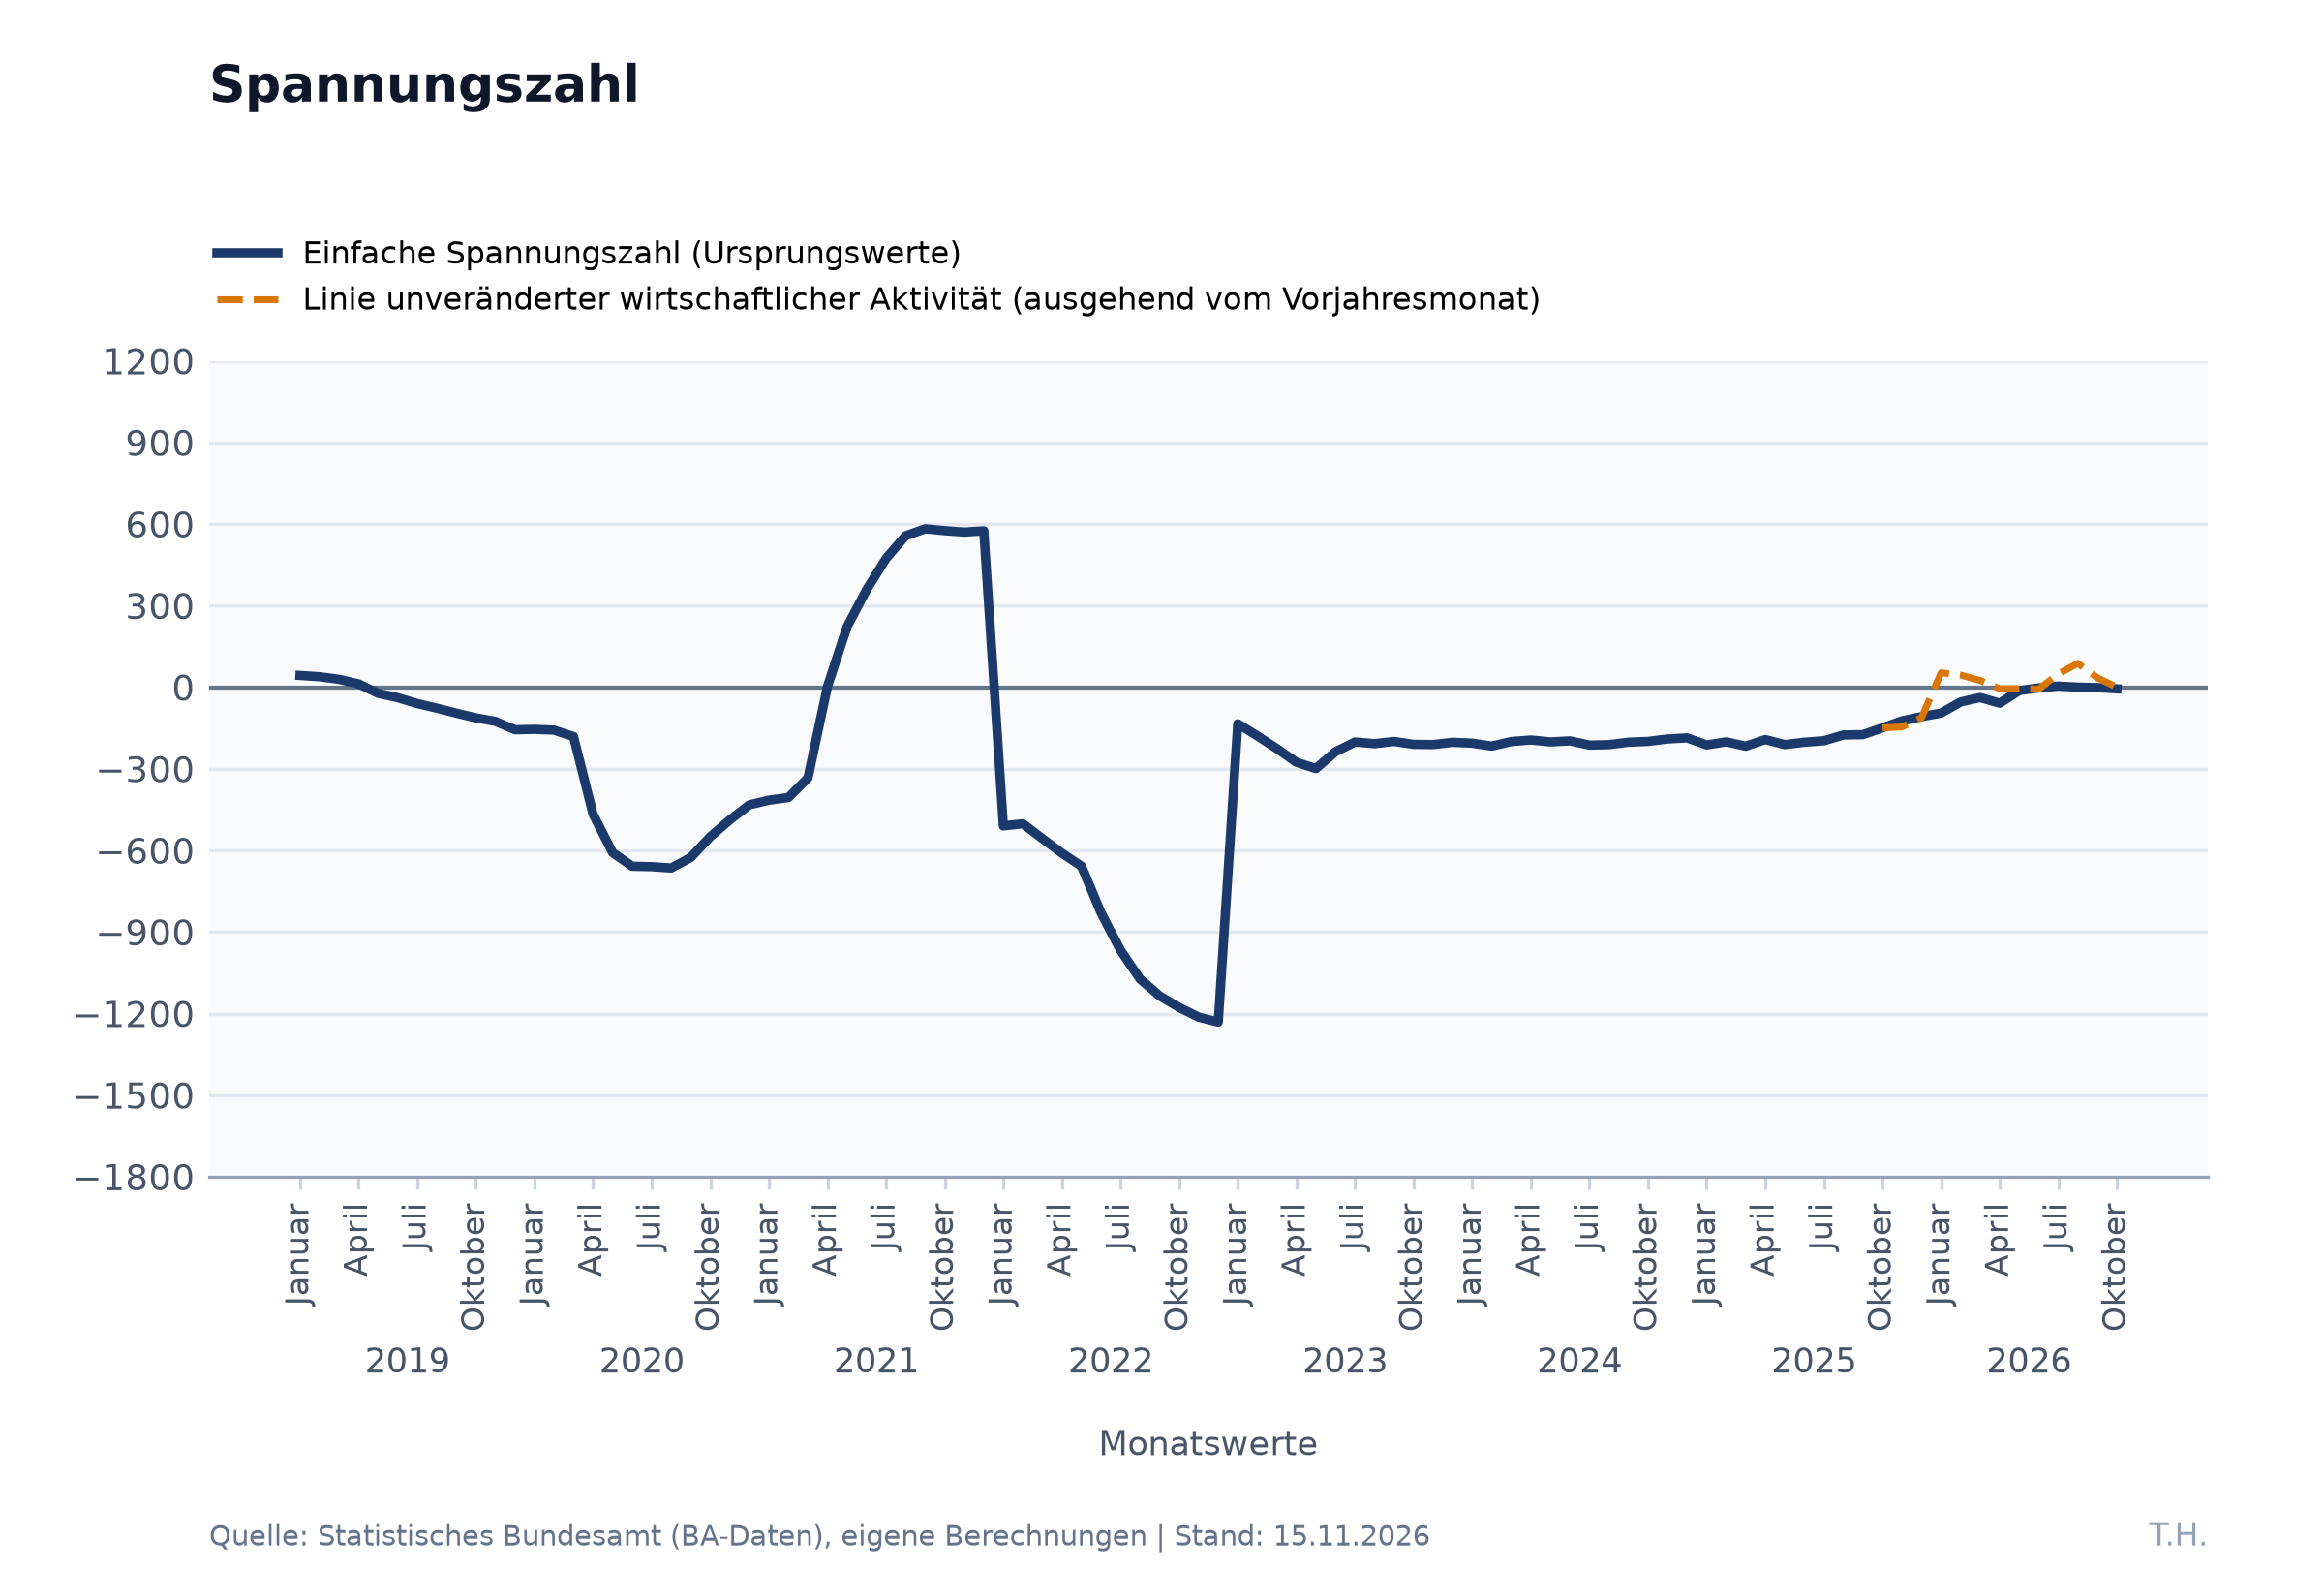 Spannungszahl
Einfache Spannungszahl (Ursprungswerte)
Linie unveränderter wirtschaftlicher Aktivität (ausgehend vom Vorjahresmonat)
1200
900
600
300
0
−300
−600
−900
−1200
−1500
−1800
Januar April Juli Oktober Januar April Juli Oktober Januar April Juli Oktober Januar April Juli Oktober Januar April Juli Oktober Januar April Juli Oktober Januar April Juli Oktober Januar April Juli Oktober
2019 2020 2021 2022 2023 2024 2025 2026
Monatswerte
Quelle: Statistisches Bundesamt (BA-Daten), eigene Berechnungen | Stand: 15.11.2026
T.H.